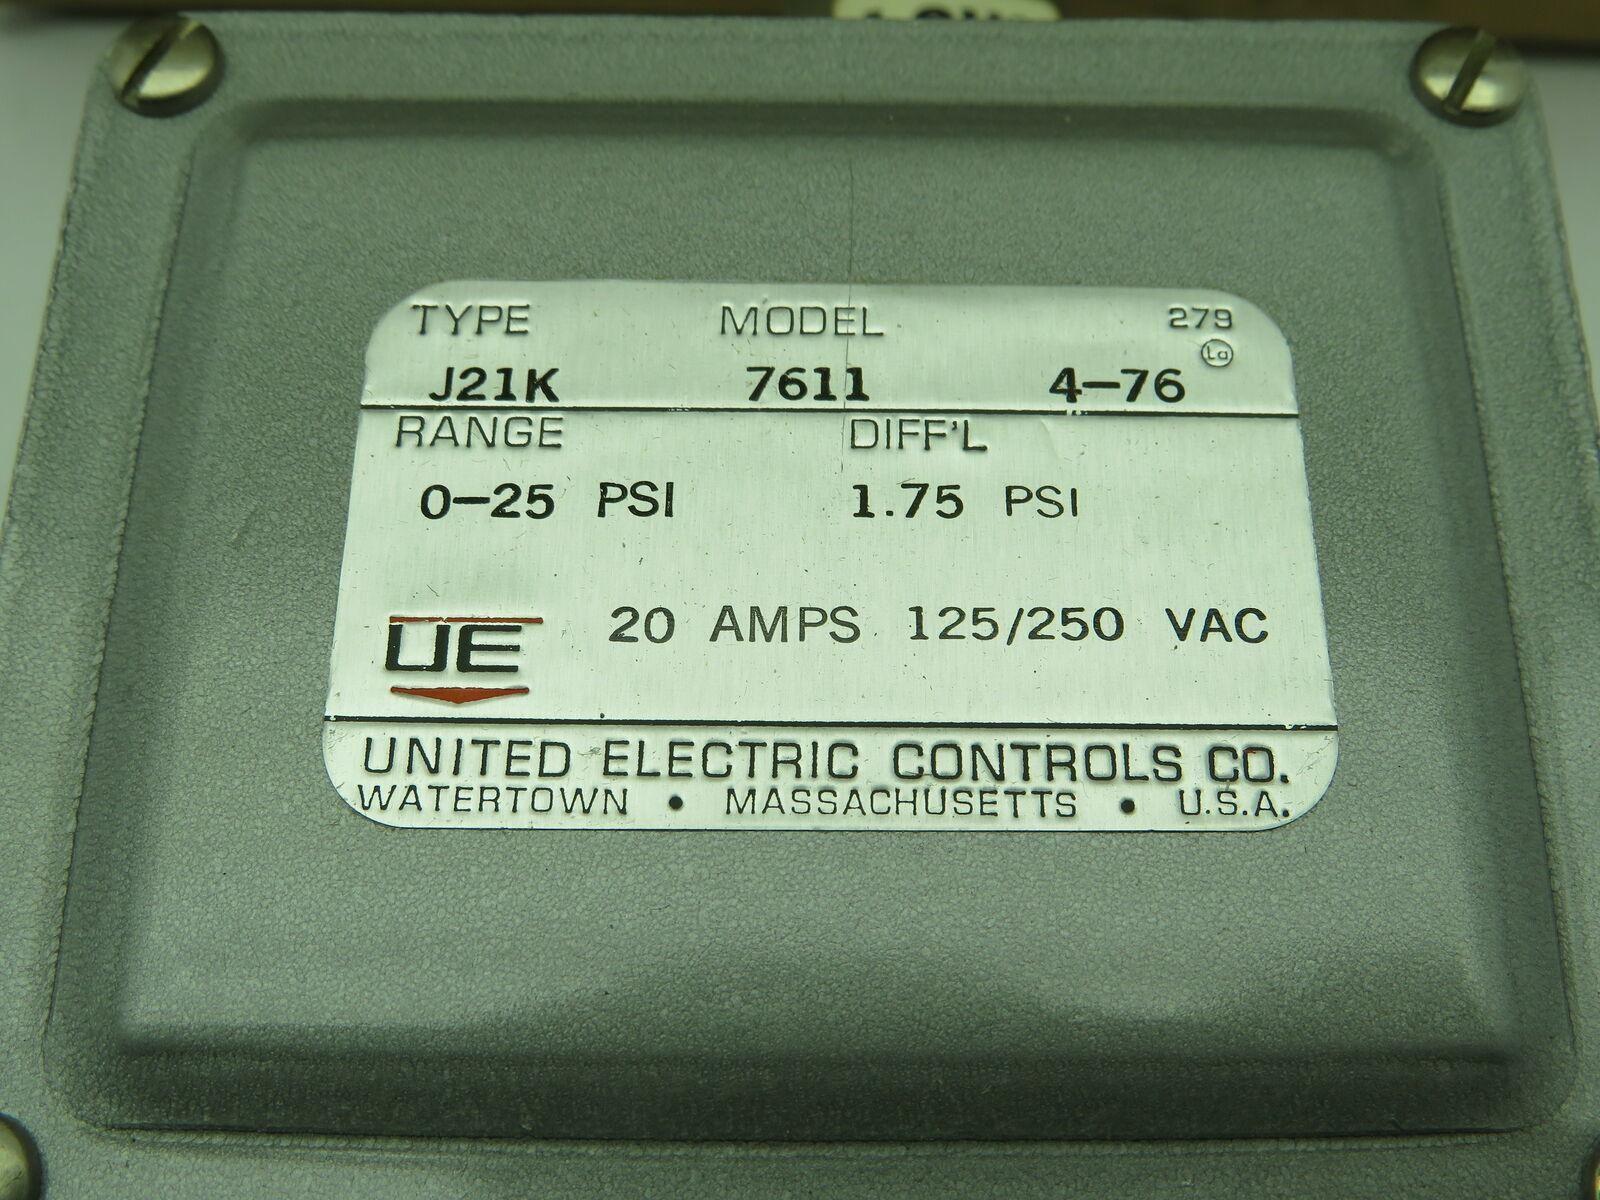 TYPE MODEL 279
La
J21K 7611 4-76
RANGE DIFF'L
0-25 PSI 1.75 PSI
UE 20 AMPS 125/250 VAC
UNITED ELECTRIC CONTROLS CO.
WATERTOWN • MASSACHUSETTS • U.S.A.